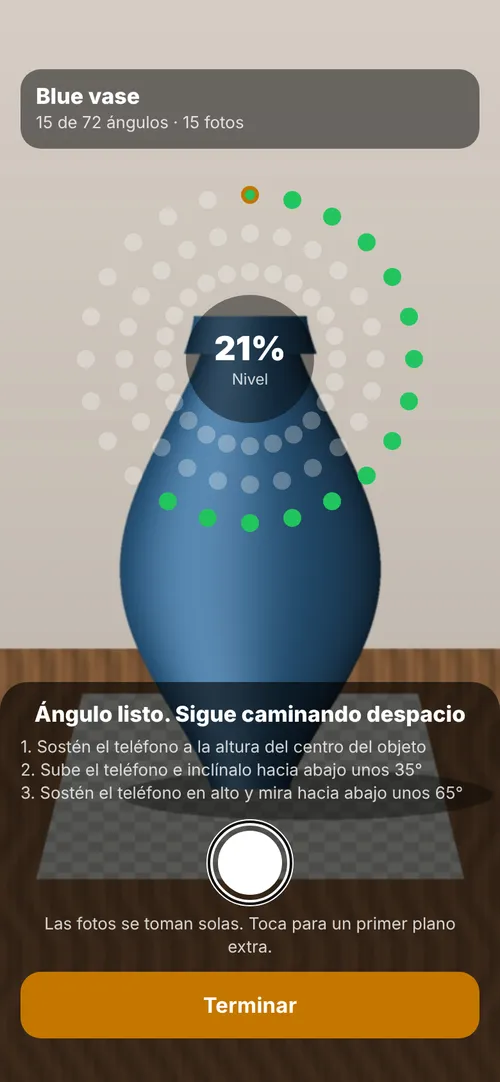 Blue vase
15 de 72 ángulos · 15 fotos
21%
Nivel
Ángulo listo. Sigue caminando despacio
1. Sostén el teléfono a la altura del centro del objeto
2. Sube el teléfono e inclínalo hacia abajo unos 35°
3. Sostén el teléfono en alto y mira hacia abajo unos 65°
Las fotos se toman solas. Toca para un primer plano
extra.
Terminar